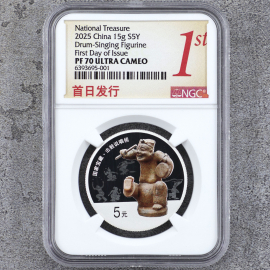 National Treasure
2025 China 15g S5Y
Drum-Singing Figurine
First Day of Issue
PF 70 ULTRA CAMEO
6393695-001
首日发行
1st
NGC
5元